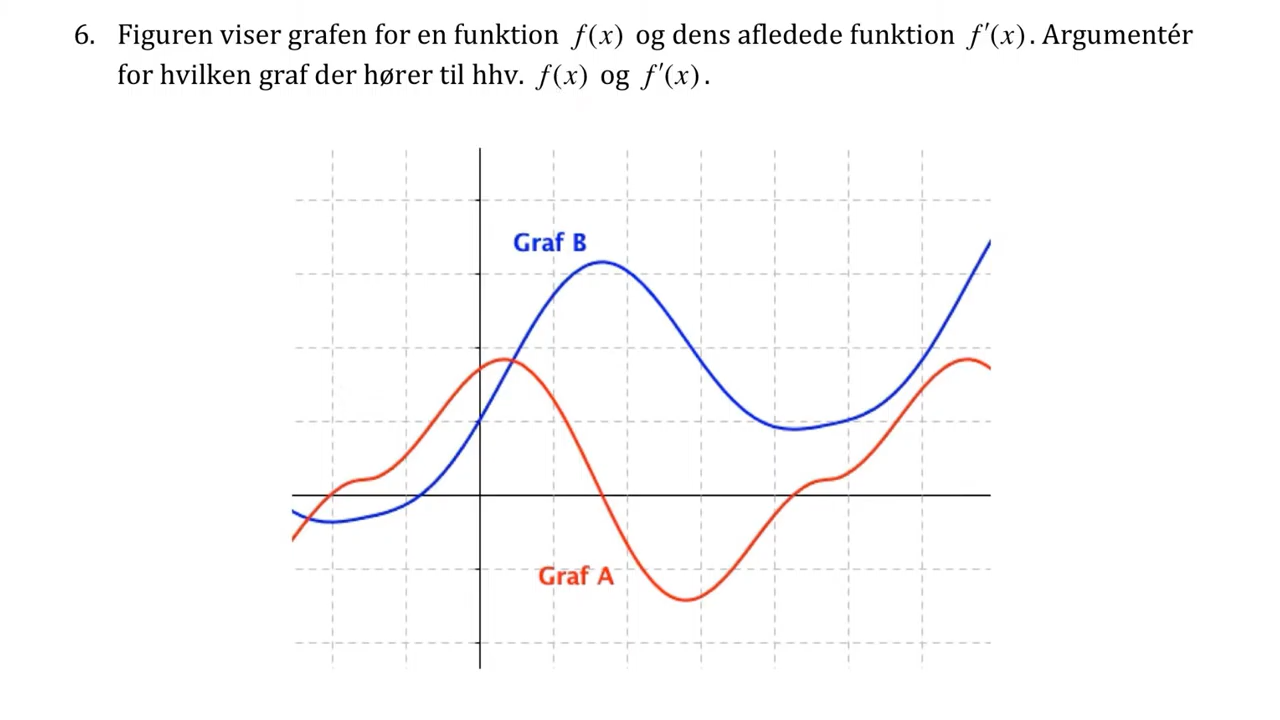 6. Figuren viser grafen for en funktion f(x) og dens afledede funktion f′(x). Argumentér
for hvilken graf der hører til hhv. f(x) og f′(x).
Graf B
Graf A